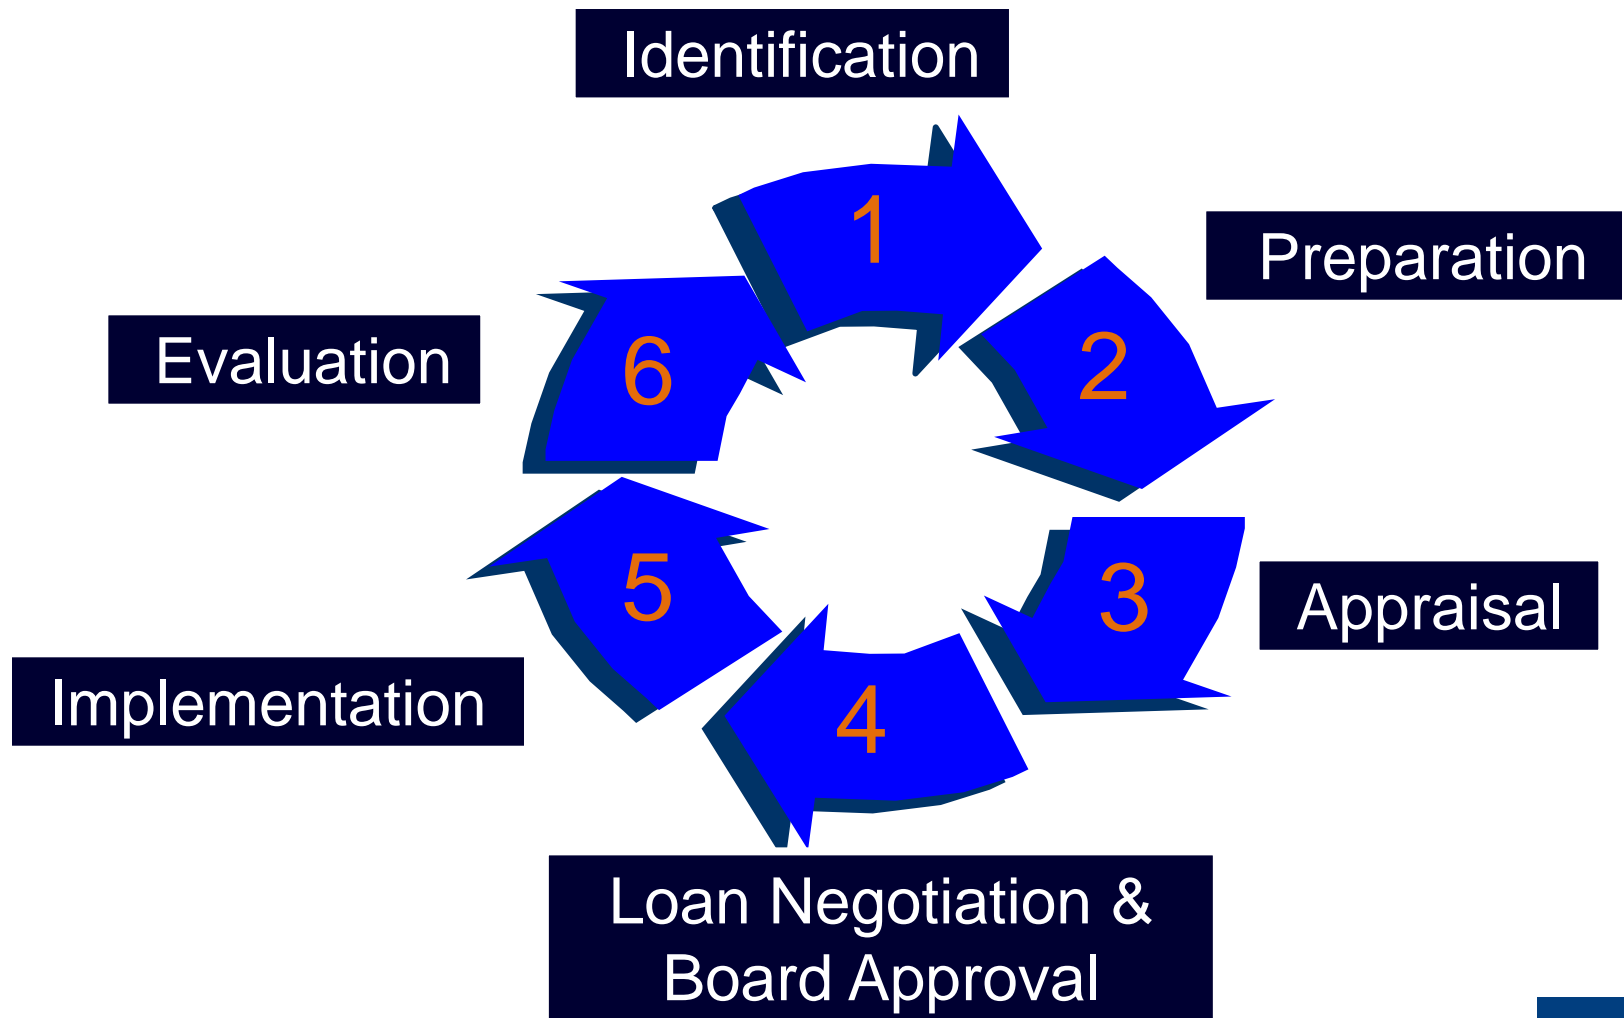 Identification
1
Preparation
2
Appraisal
3
Loan Negotiation &
Board Approval
4
Implementation
5
Evaluation
6